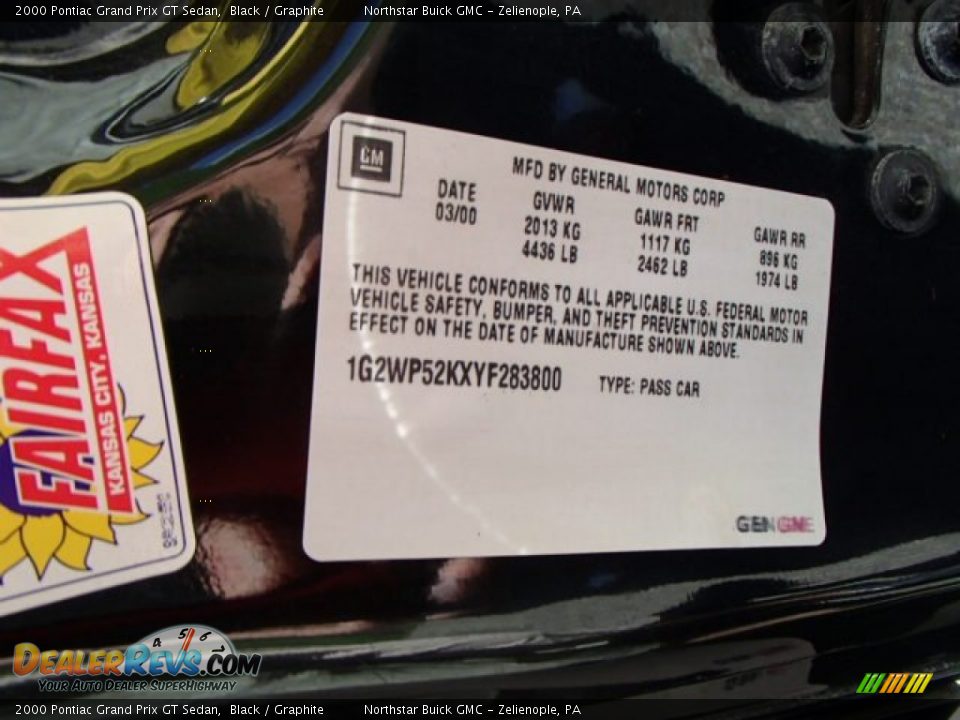 2000 Pontiac Grand Prix GT Sedan, Black / Graphite Northstar Buick GMC - Zelienople, PA
GM
MFD BY GENERAL MOTORS CORP
DATE GVWR GAWR FRT GAWR RR
03/00 2013 KG 1117 KG 896 KG
4436 LB 2462 LB 1974 LB
THIS VEHICLE CONFORMS TO ALL APPLICABLE U.S. FEDERAL MOTOR
VEHICLE SAFETY, BUMPER, AND THEFT PREVENTION STANDARDS IN
EFFECT ON THE DATE OF MANUFACTURE SHOWN ABOVE.
1G2WP52KXYF283800 TYPE: PASS CAR
FAIRFAX
KANSAS CITY, KANSAS
4 5 6
DEALERREVS.COM
YOUR AUTO DEALER SUPERHIGHWAY
2000 Pontiac Grand Prix GT Sedan, Black / Graphite Northstar Buick GMC - Zelienople, PA